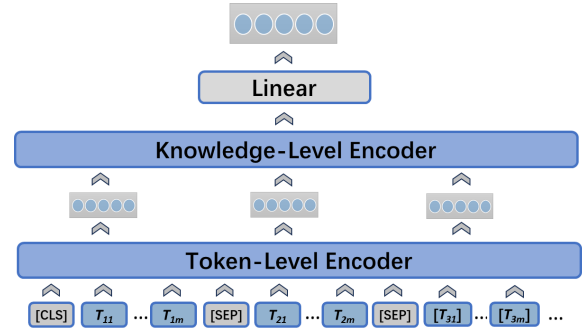 Linear
Knowledge-Level Encoder
Token-Level Encoder
[CLS] T11 ... T1m [SEP] T21 ... T2m [SEP] [T31] ... [T3m] ...